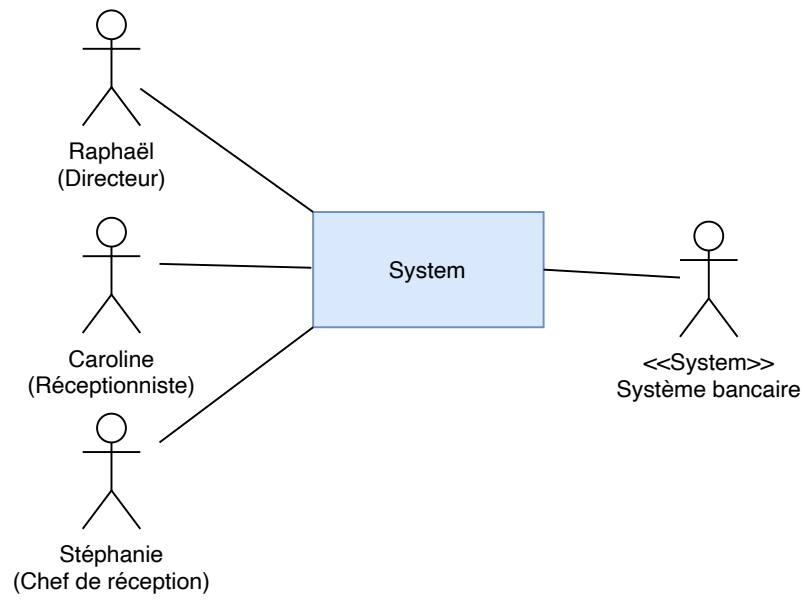 Raphaël
(Directeur)
Caroline
(Réceptionniste)
Stéphanie
(Chef de réception)
System
<<System>>
Système bancaire